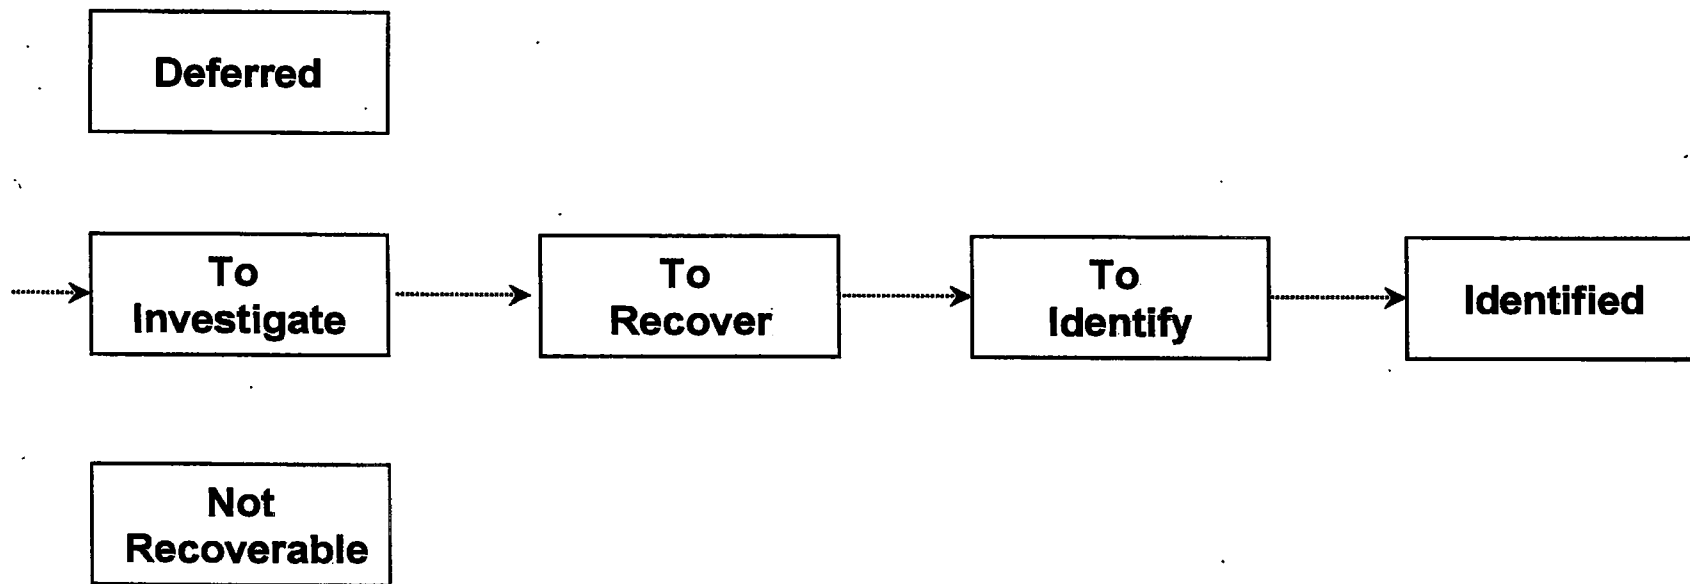 Deferred
To
Investigate
To
Recover
To
Identify
Identified
Not
Recoverable